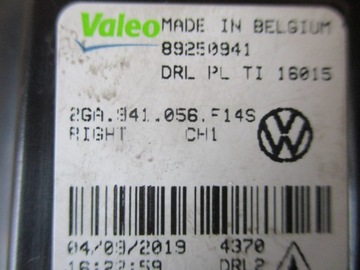 Valeo MADE IN BELGIUM
89250941
DRL PL TI 16015
2GA.941.056.F14S
RIGHT CH1
04/09/2019 4370
16:22:59 DRL2